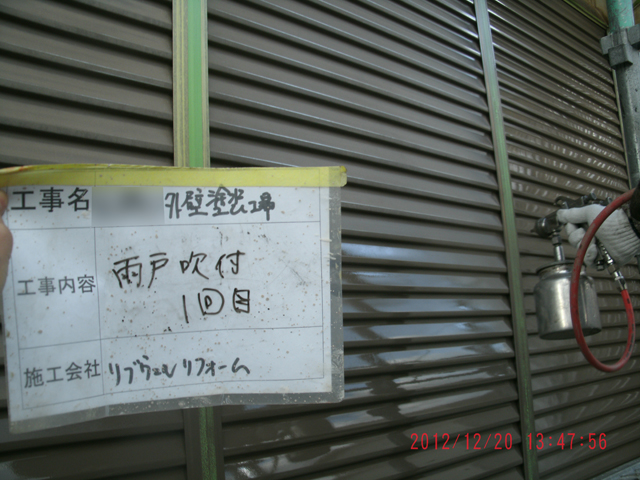 工事名 外壁塗装工事
工事内容 雨戸吹付
1回目
施工会社 リブウェルリフォーム
2012/12/20 13:47:56